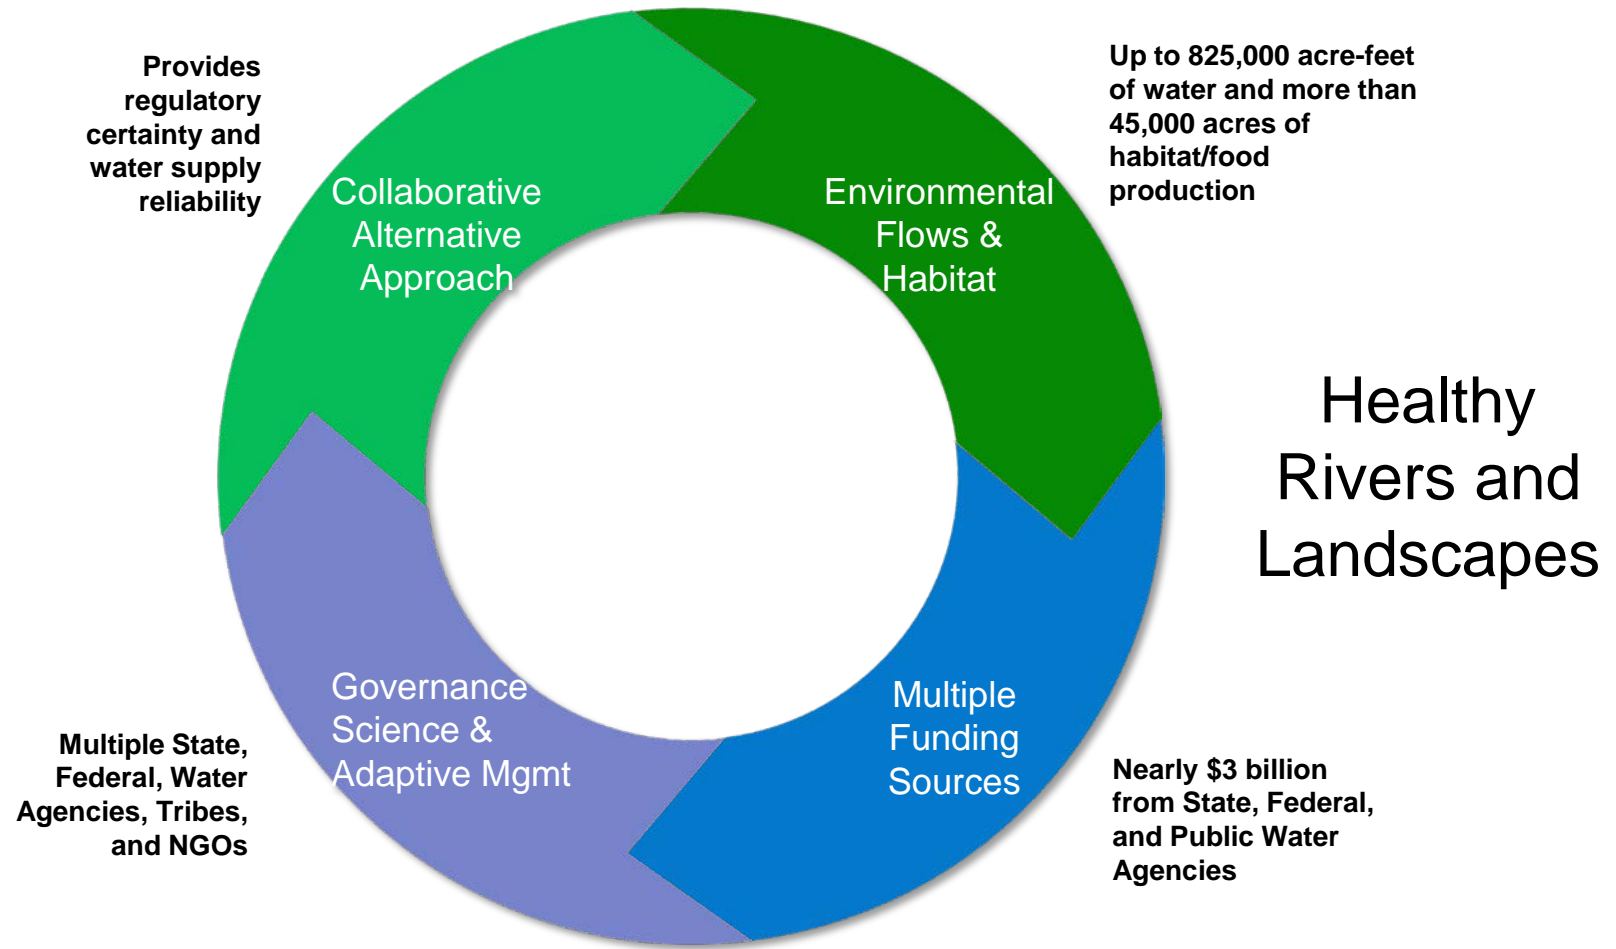 Provides
regulatory
certainty and
water supply
reliability
Collaborative
Alternative
Approach
Environmental
Flows &
Habitat
Up to 825,000 acre-feet
of water and more than
45,000 acres of
habitat/food
production
Healthy
Rivers and
Landscapes
Governance
Science &
Adaptive Mgmt
Multiple
Funding
Sources
Multiple State,
Federal, Water
Agencies, Tribes,
and NGOs
Nearly $3 billion
from State, Federal,
and Public Water
Agencies